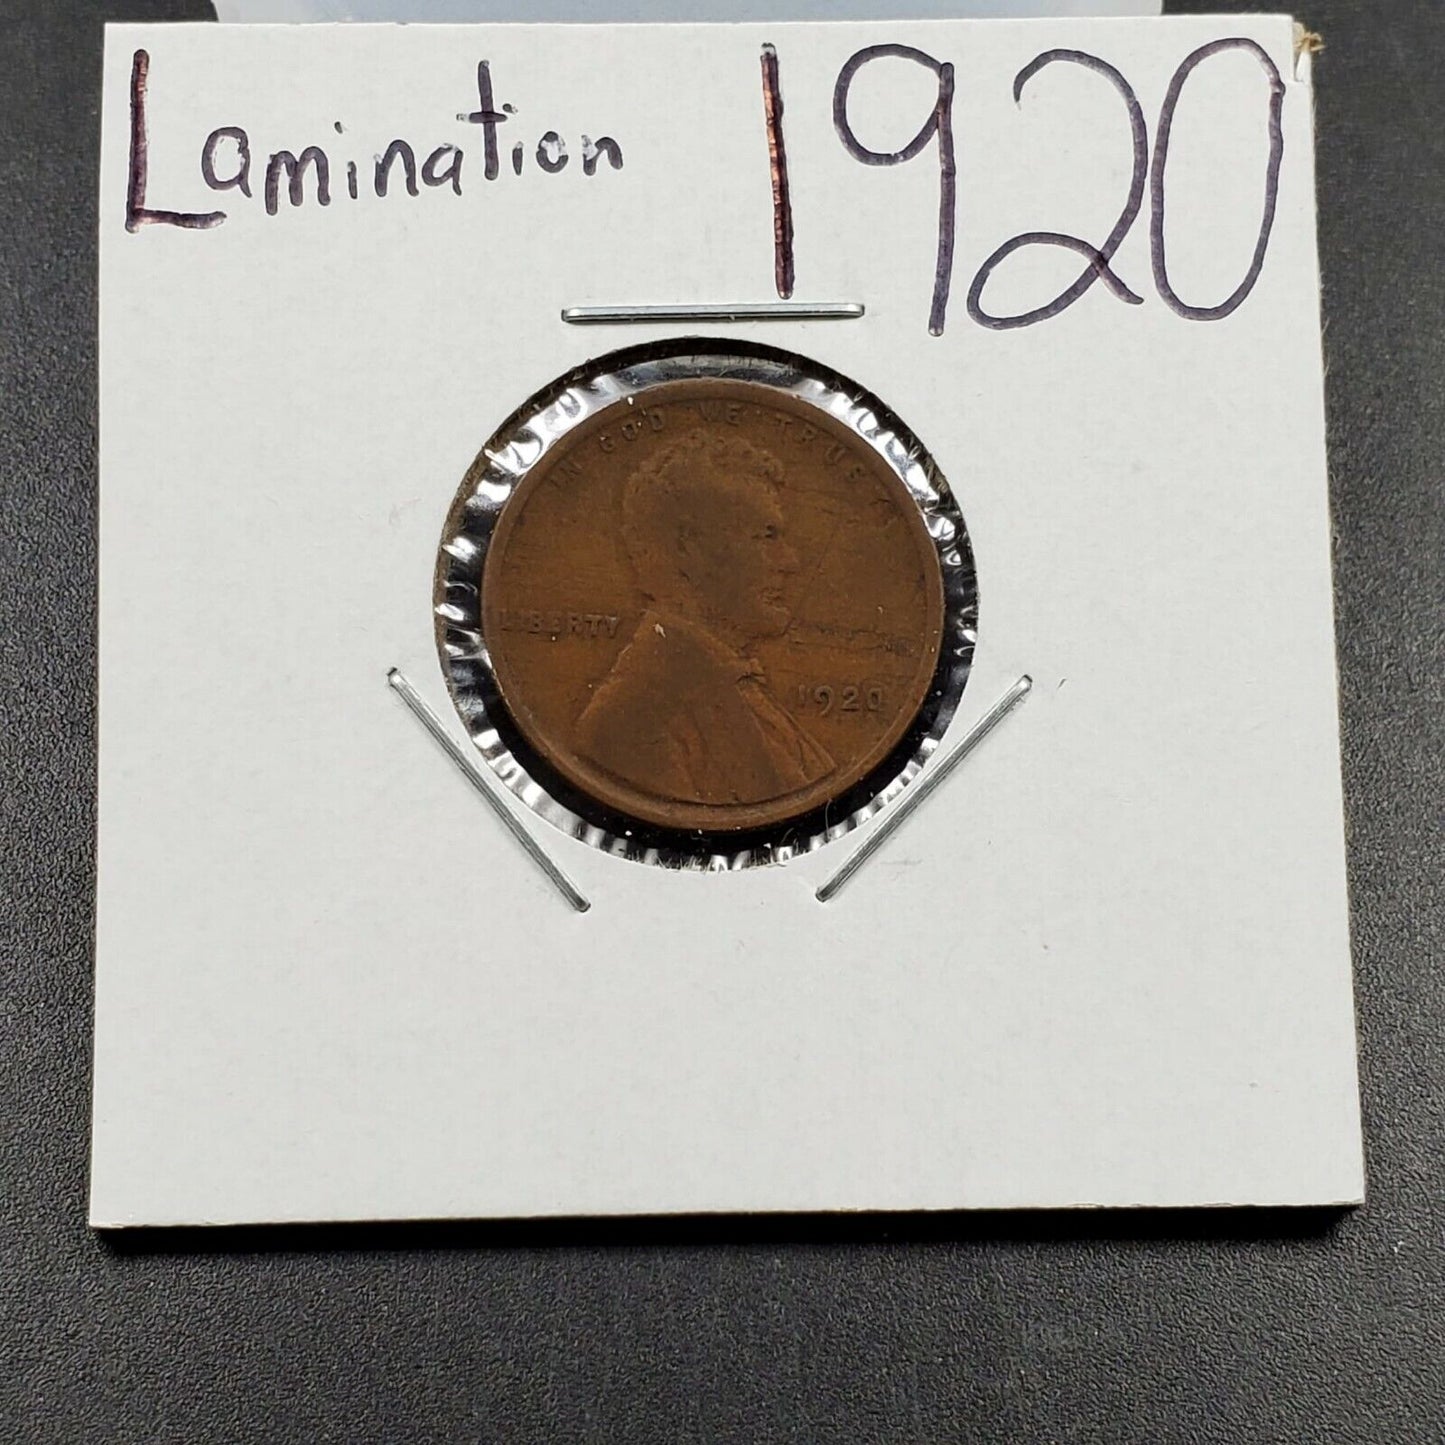 Lamination 1920
IN GOD WE TRUST
LIBERTY
1920